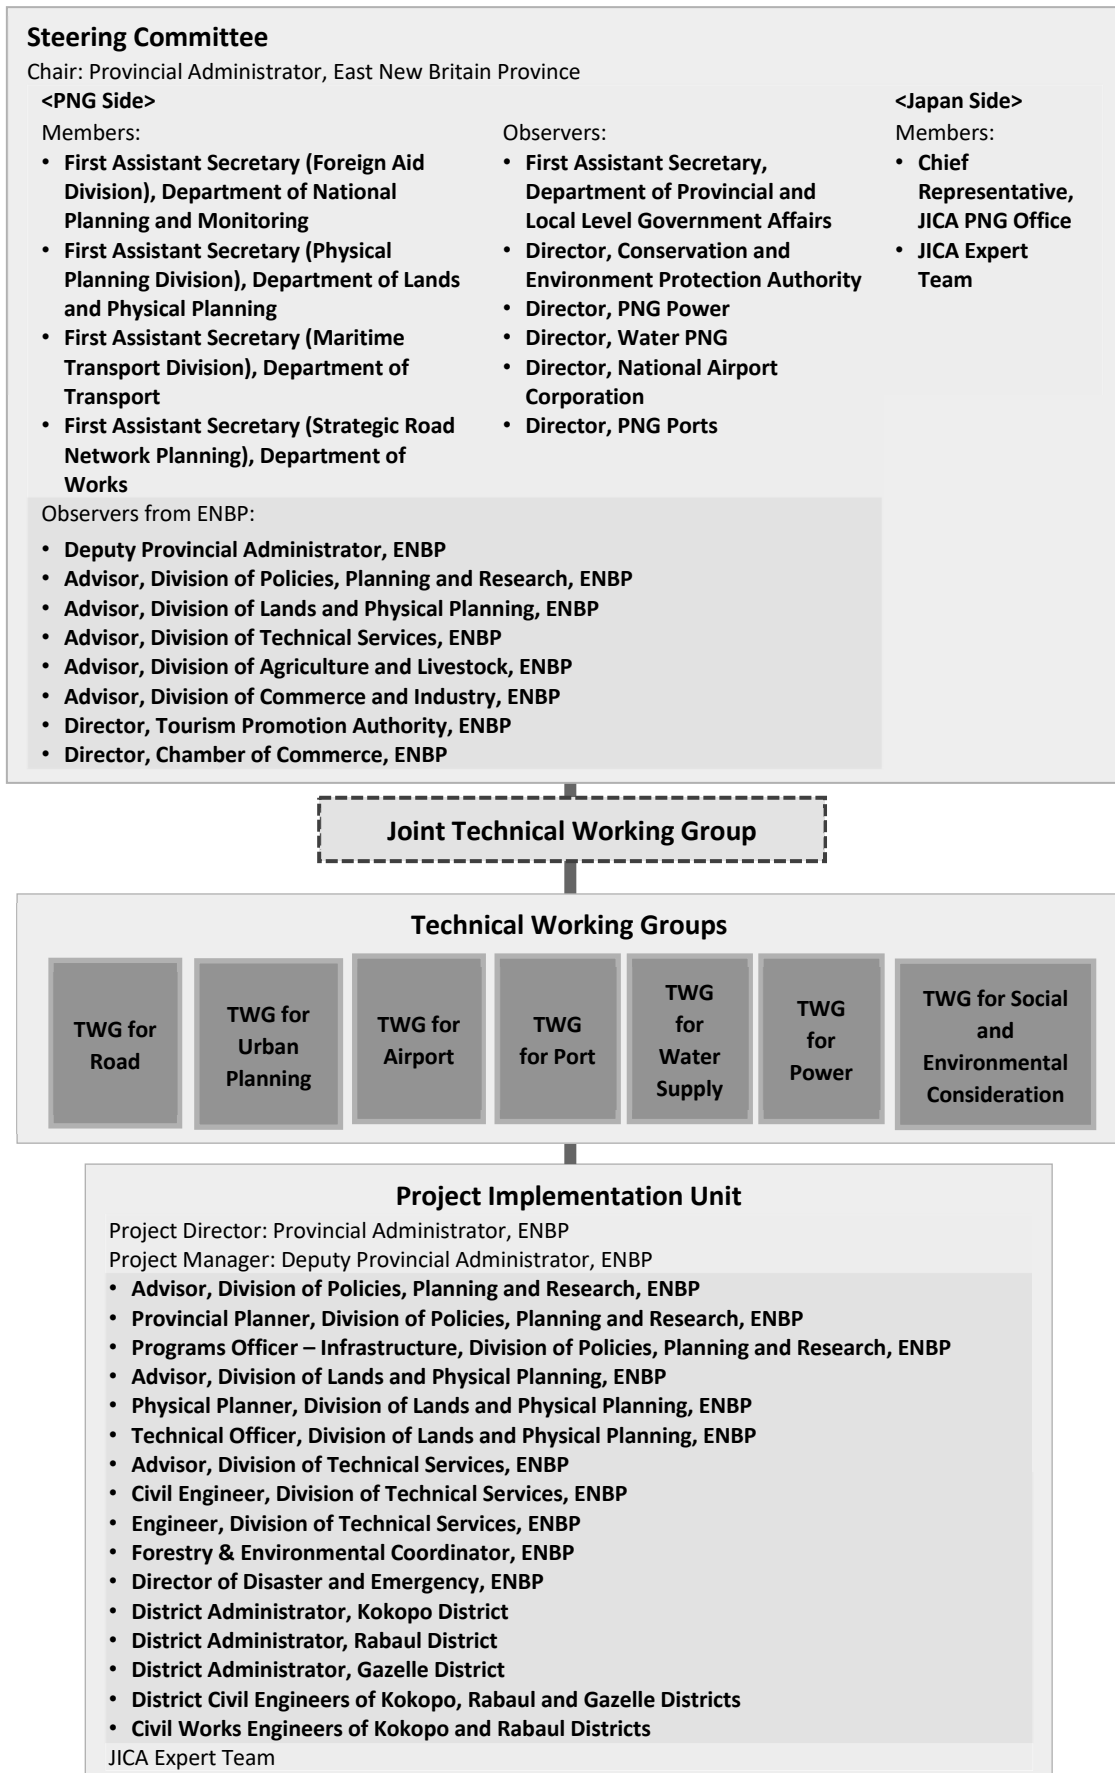 Steering Committee
Chair: Provincial Administrator, East New Britain Province
<PNG Side>
Members:
• First Assistant Secretary (Foreign Aid
Division), Department of National
Planning and Monitoring
• First Assistant Secretary (Physical
Planning Division), Department of Lands
and Physical Planning
• First Assistant Secretary (Maritime
Transport Division), Department of
Transport
• First Assistant Secretary (Strategic Road
Network Planning), Department of
Works
Observers:
• First Assistant Secretary,
Department of Provincial and
Local Level Government Affairs
• Director, Conservation and
Environment Protection Authority
• Director, PNG Power
• Director, Water PNG
• Director, National Airport
Corporation
• Director, PNG Ports
<Japan Side>
Members:
• Chief
Representative,
JICA PNG Office
• JICA Expert
Team
Observers from ENBP:
• Deputy Provincial Administrator, ENBP
• Advisor, Division of Policies, Planning and Research, ENBP
• Advisor, Division of Lands and Physical Planning, ENBP
• Advisor, Division of Technical Services, ENBP
• Advisor, Division of Agriculture and Livestock, ENBP
• Advisor, Division of Commerce and Industry, ENBP
• Director, Tourism Promotion Authority, ENBP
• Director, Chamber of Commerce, ENBP
Joint Technical Working Group
Technical Working Groups
TWG for
Road
TWG for
Urban
Planning
TWG for
Airport
TWG
for Port
TWG
for
Water
Supply
TWG
for
Power
TWG for Social
and
Environmental
Consideration
Project Implementation Unit
Project Director: Provincial Administrator, ENBP
Project Manager: Deputy Provincial Administrator, ENBP
• Advisor, Division of Policies, Planning and Research, ENBP
• Provincial Planner, Division of Policies, Planning and Research, ENBP
• Programs Officer – Infrastructure, Division of Policies, Planning and Research, ENBP
• Advisor, Division of Lands and Physical Planning, ENBP
• Physical Planner, Division of Lands and Physical Planning, ENBP
• Technical Officer, Division of Lands and Physical Planning, ENBP
• Advisor, Division of Technical Services, ENBP
• Civil Engineer, Division of Technical Services, ENBP
• Engineer, Division of Technical Services, ENBP
• Forestry & Environmental Coordinator, ENBP
• Director of Disaster and Emergency, ENBP
• District Administrator, Kokopo District
• District Administrator, Rabaul District
• District Administrator, Gazelle District
• District Civil Engineers of Kokopo, Rabaul and Gazelle Districts
• Civil Works Engineers of Kokopo and Rabaul Districts
JICA Expert Team